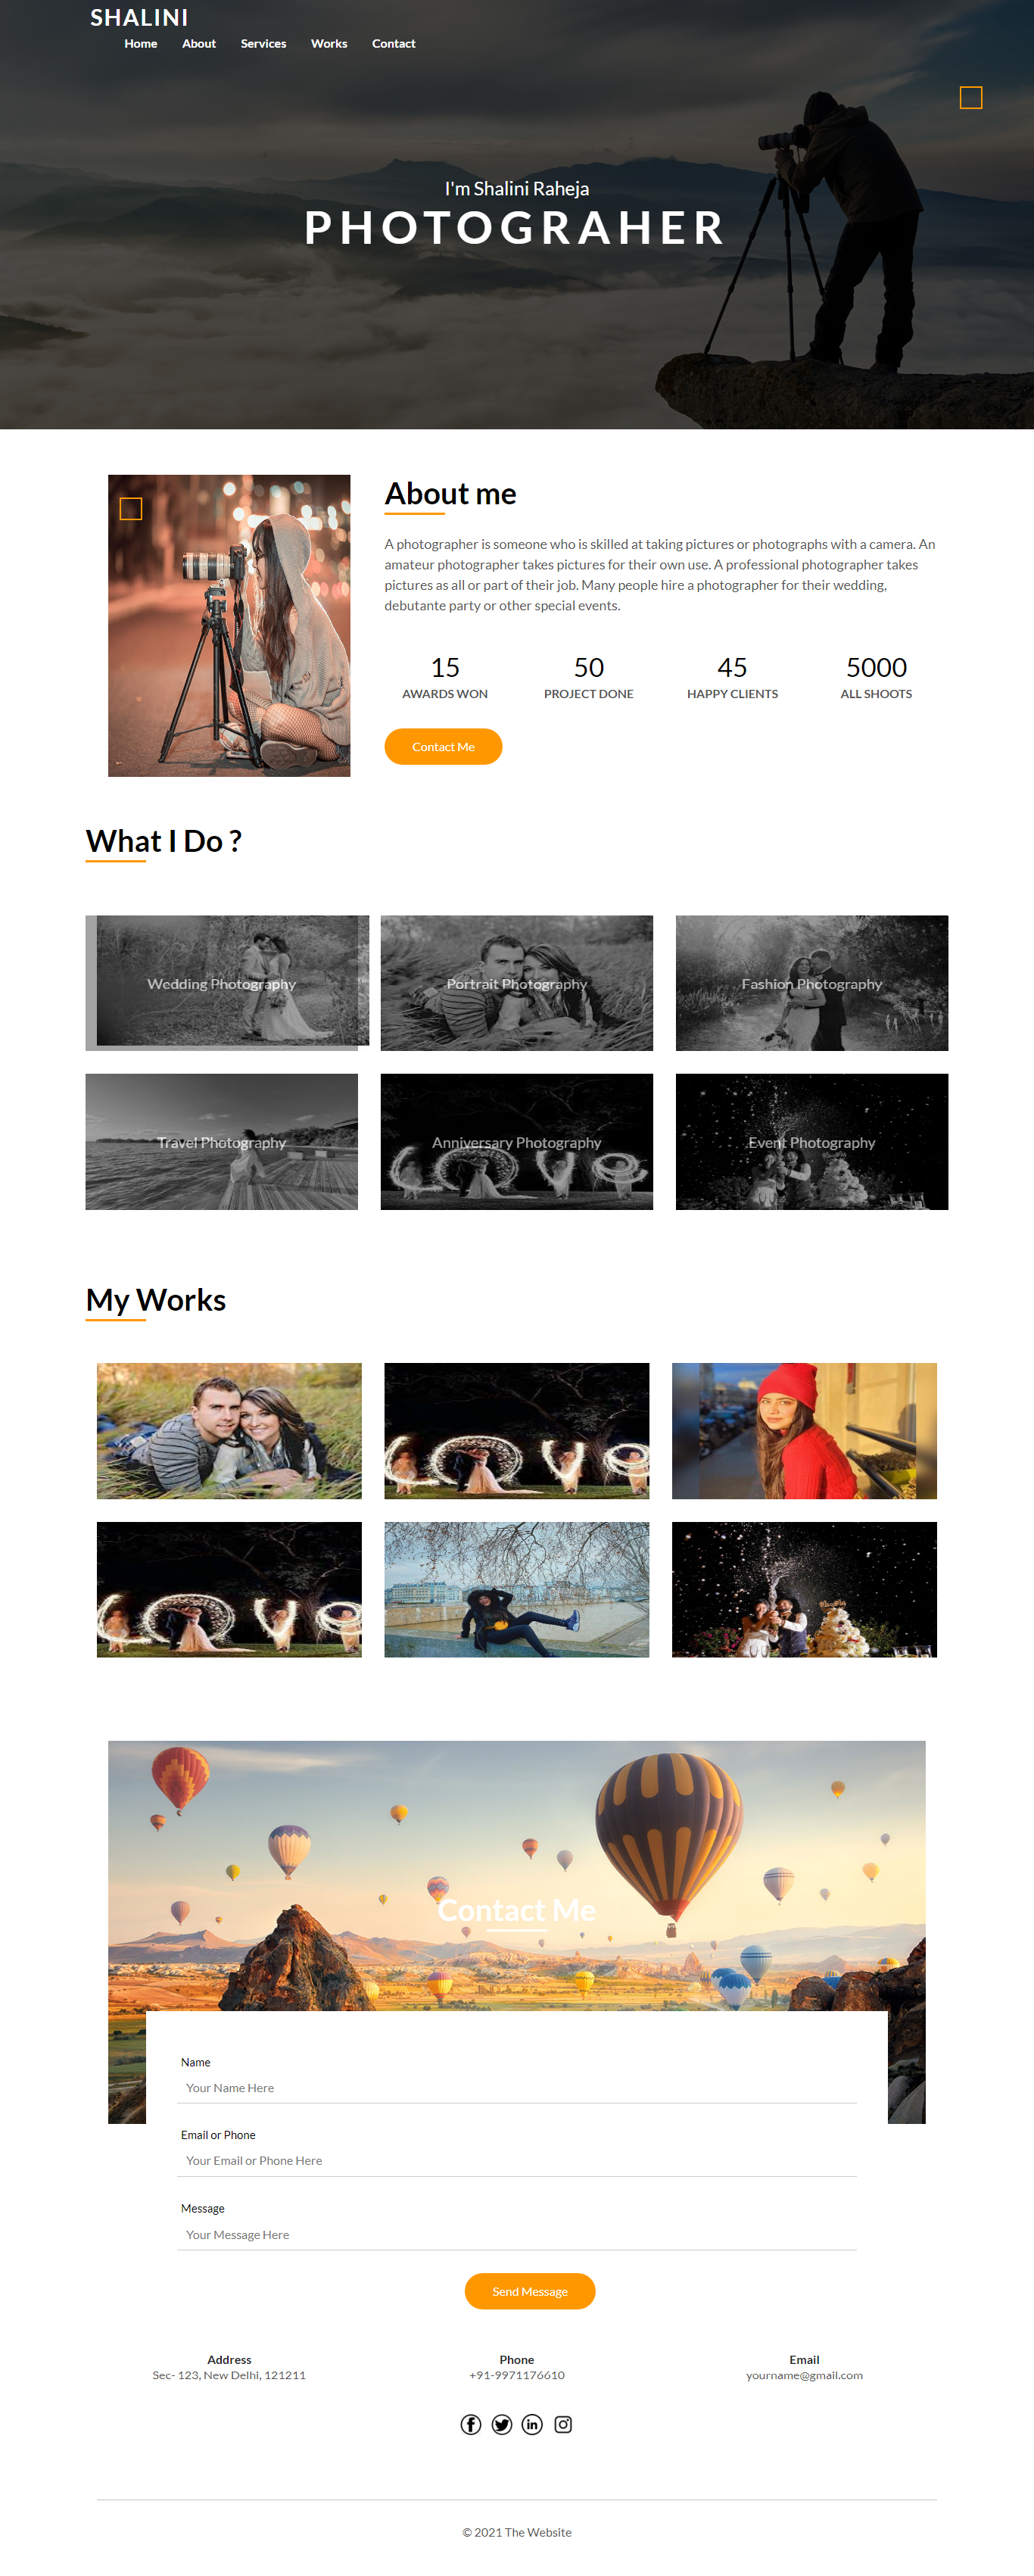 SHALINI
Home About Services Works Contact
I'm Shalini Raheja
PHOTOGRAHER
About me
A photographer is someone who is skilled at taking pictures or photographs with a camera. An
amateur photographer takes pictures for their own use. A professional photographer takes
pictures as all or part of their job. Many people hire a photographer for their wedding,
debutante party or other special events.
15 50 45 5000
AWARDS WON PROJECT DONE HAPPY CLIENTS ALL SHOOTS
Contact Me
What I Do ?
Wedding Photography Portrait Photography Fashion Photography
Travel Photography Anniversary Photography Event Photography
My Works
Love
Love
Contact Me
Name
Your Name Here
Email or Phone
Your Email or Phone Here
Message
Your Message Here
Send Message
Address Phone Email
Sec- 123, New Delhi, 121211 +91-9971176610 yourname@gmail.com
© 2021 The Website